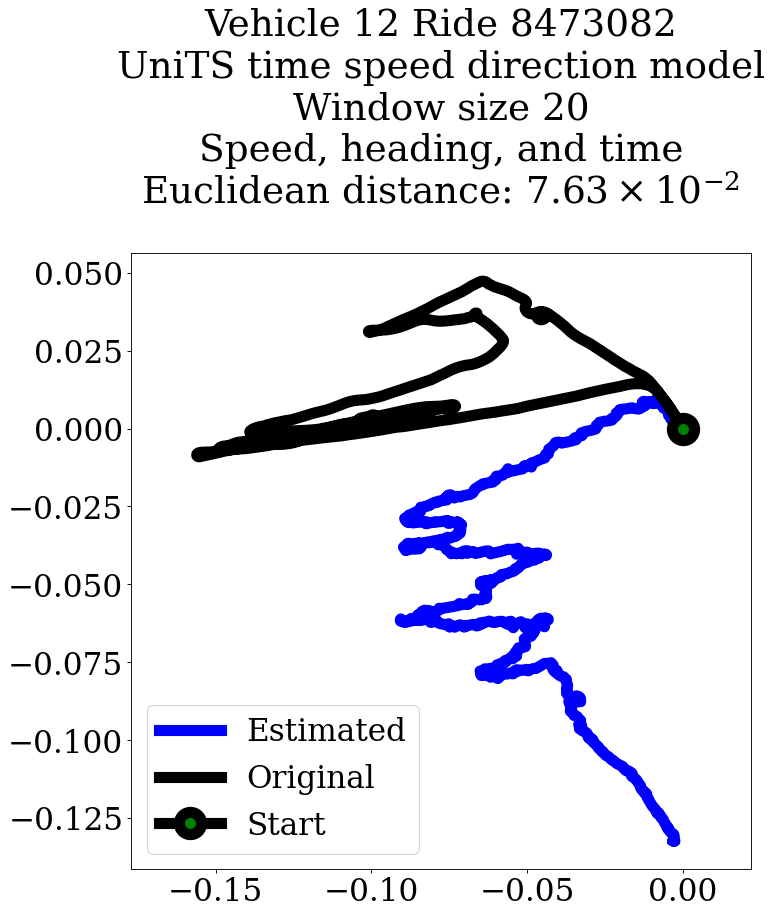 Vehicle 12 Ride 8473082
UniTS time speed direction model
Window size 20
Speed, heading, and time
Euclidean distance: 7.63 × 10⁻²
0.050
0.025
0.000
−0.025
−0.050
−0.075
−0.100
−0.125
Estimated
Original
Start
−0.15
−0.10
−0.05
0.00